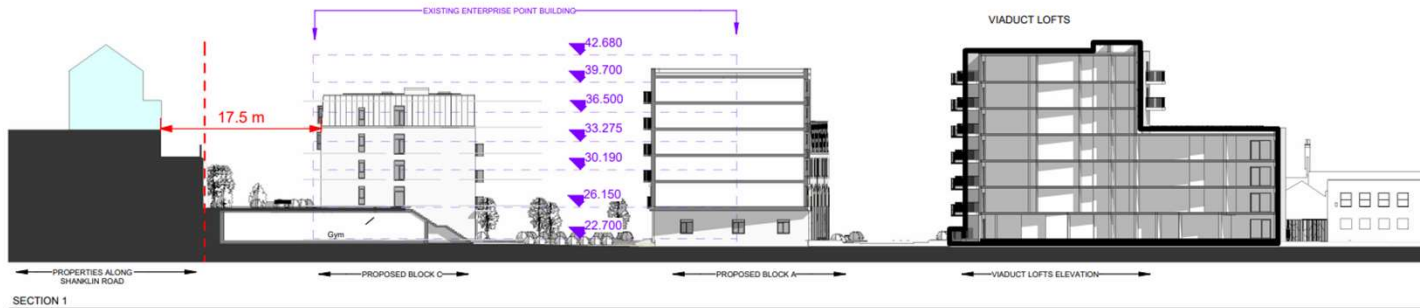 EXISTING ENTERPRISE POINT BUILDING
VIADUCT LOFTS
42.680
39.700
36.500
17.5 m
33.275
30.190
26.150
22.700
Gym
PROPERTIES ALONG
SHANKLIN ROAD
PROPOSED BLOCK C
PROPOSED BLOCK A
VIADUCT LOFTS ELEVATION
SECTION 1